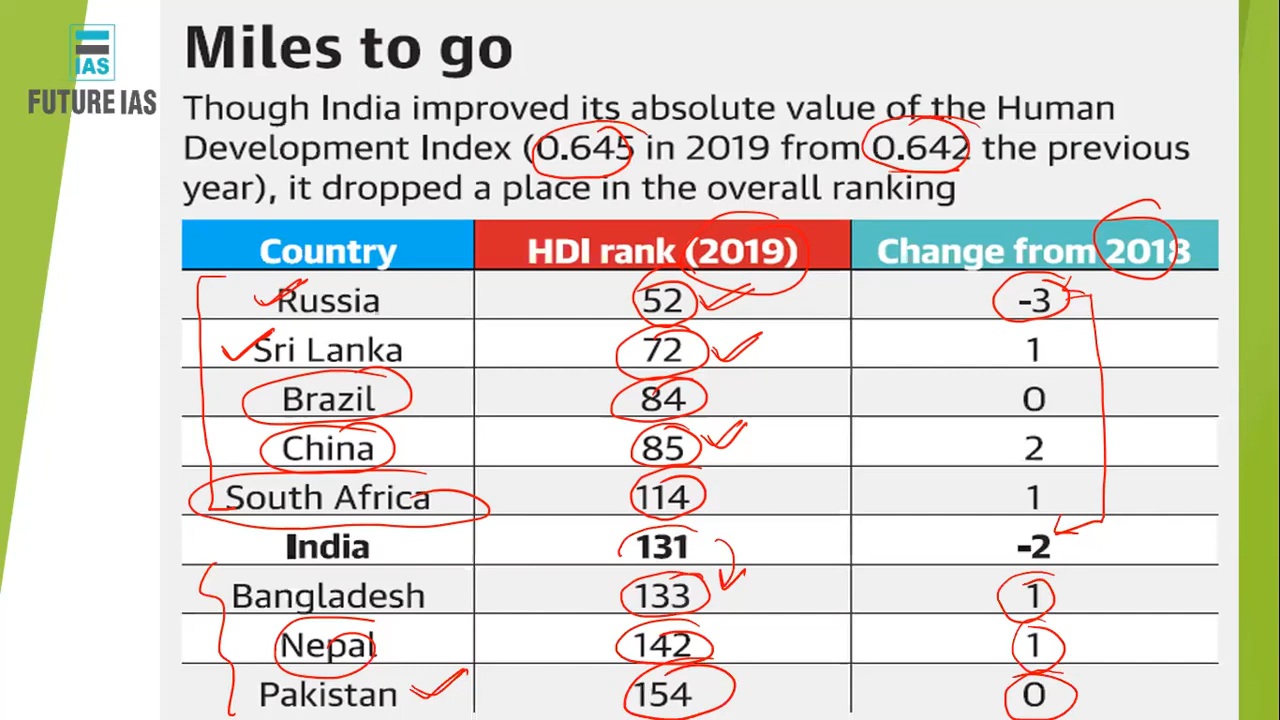 IAS
FUTURE IAS
Miles to go
Though India improved its absolute value of the Human
Development Index (0.645 in 2019 from 0.642 the previous
year), it dropped a place in the overall ranking
Country HDI rank (2019) Change from 2018
Russia 52 -3
Sri Lanka 72 1
Brazil 84 0
China 85 2
South Africa 114 1
India 131 -2
Bangladesh 133 1
Nepal 142 1
Pakistan 154 0